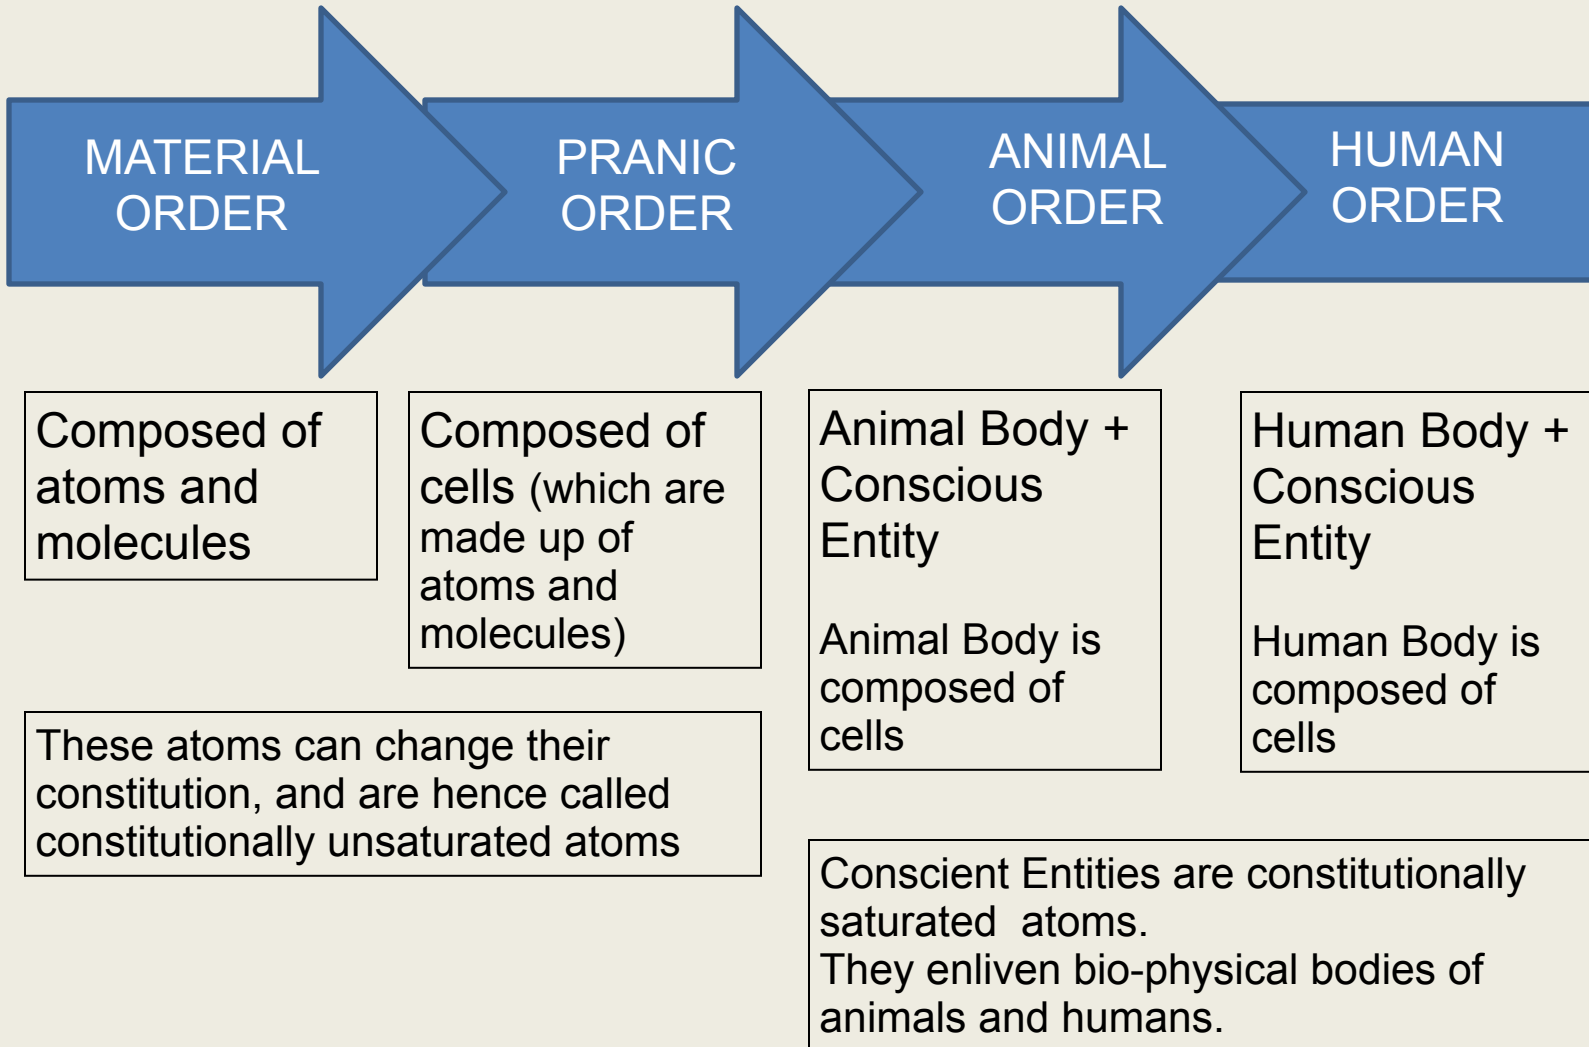 MATERIAL
ORDER
PRANIC
ORDER
ANIMAL
ORDER
HUMAN
ORDER
Composed of
atoms and
molecules
Composed of
cells (which are
made up of
atoms and
molecules)
Animal Body +
Conscious
Entity
Animal Body is
composed of
cells
Human Body +
Conscious
Entity
Human Body is
composed of
cells
These atoms can change their
constitution, and are hence called
constitutionally unsaturated atoms
Conscient Entities are constitutionally
saturated atoms.
They enliven bio-physical bodies of
animals and humans.